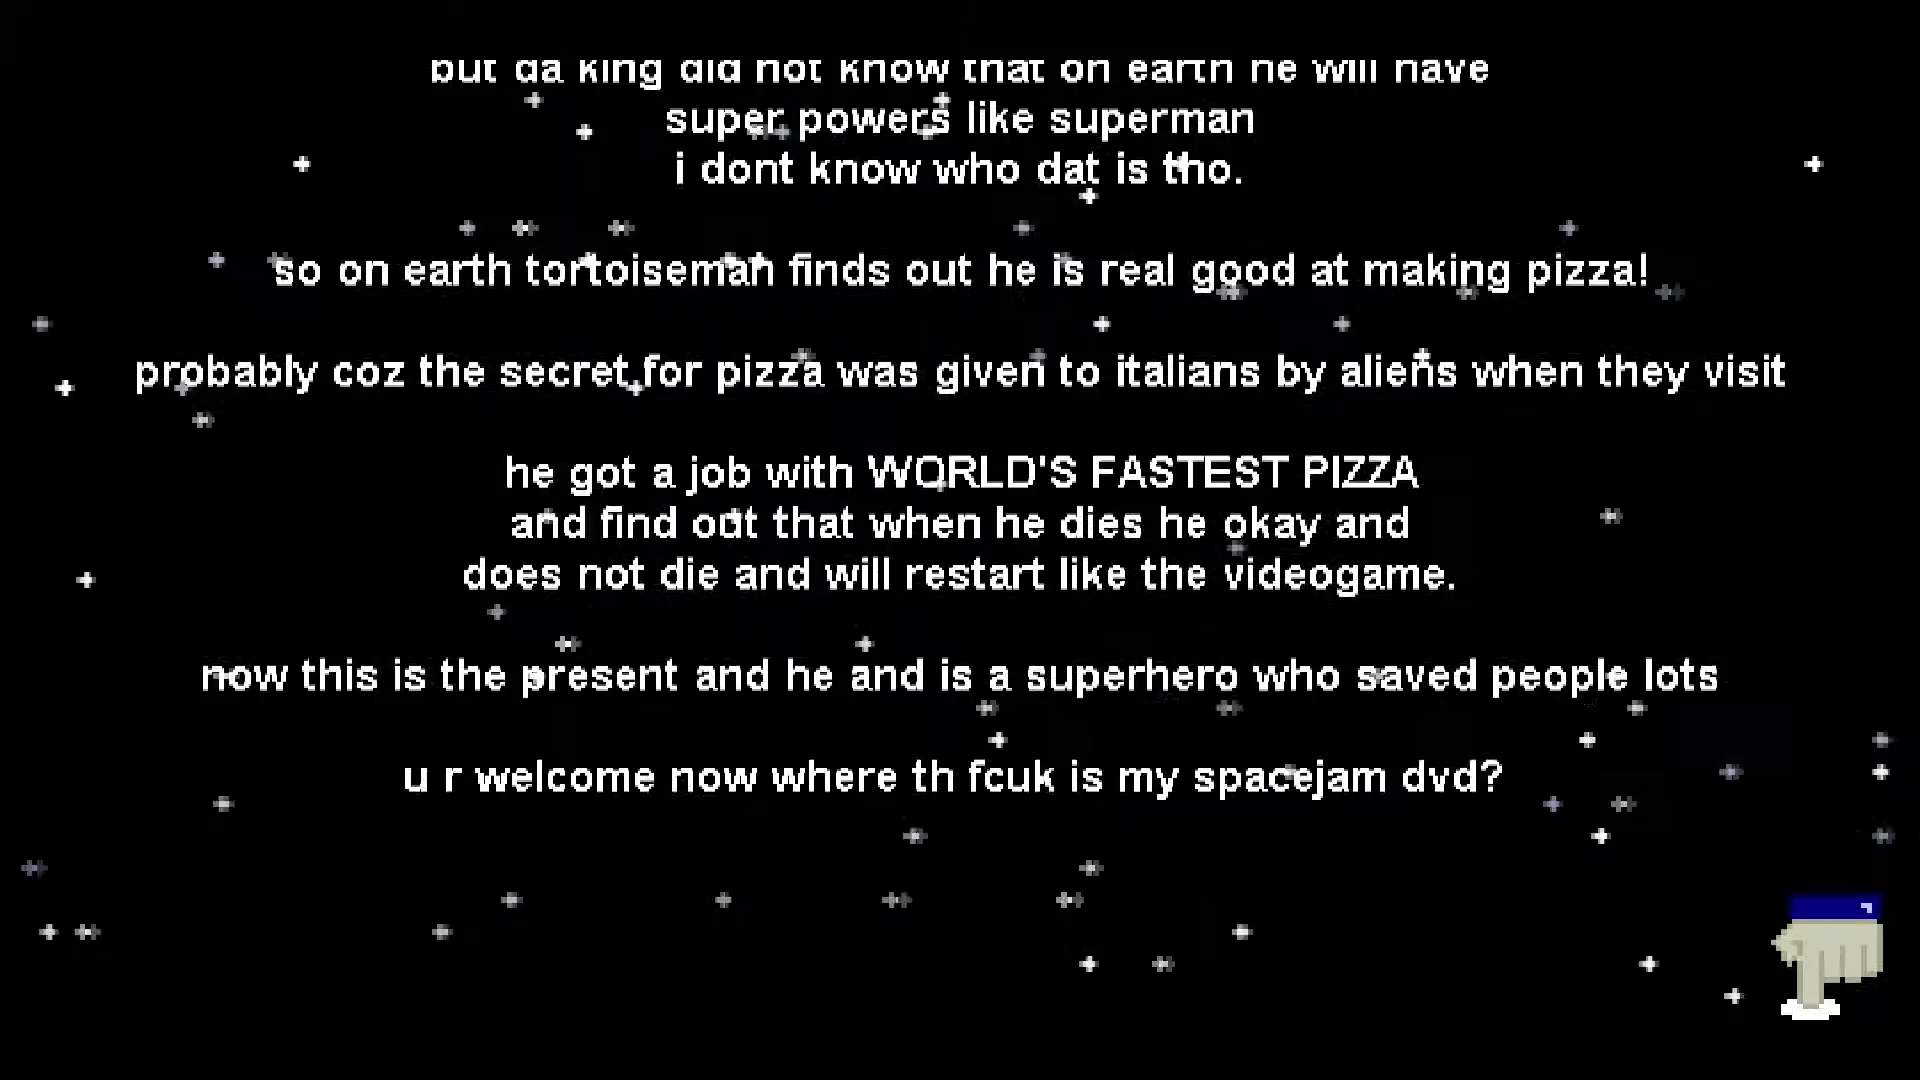 but da king did not know that on earth he will have
super powers like superman
i dont know who dat is tho.
so on earth tortoiseman finds out he is real good at making pizza!
probably coz the secret for pizza was given to italians by aliens when they visit
he got a job with WORLD'S FASTEST PIZZA
and find out that when he dies he okay and
does not die and will restart like the videogame.
now this is the present and he and is a superhero who saved people lots
u r welcome now where th fcuk is my spacejam dvd?